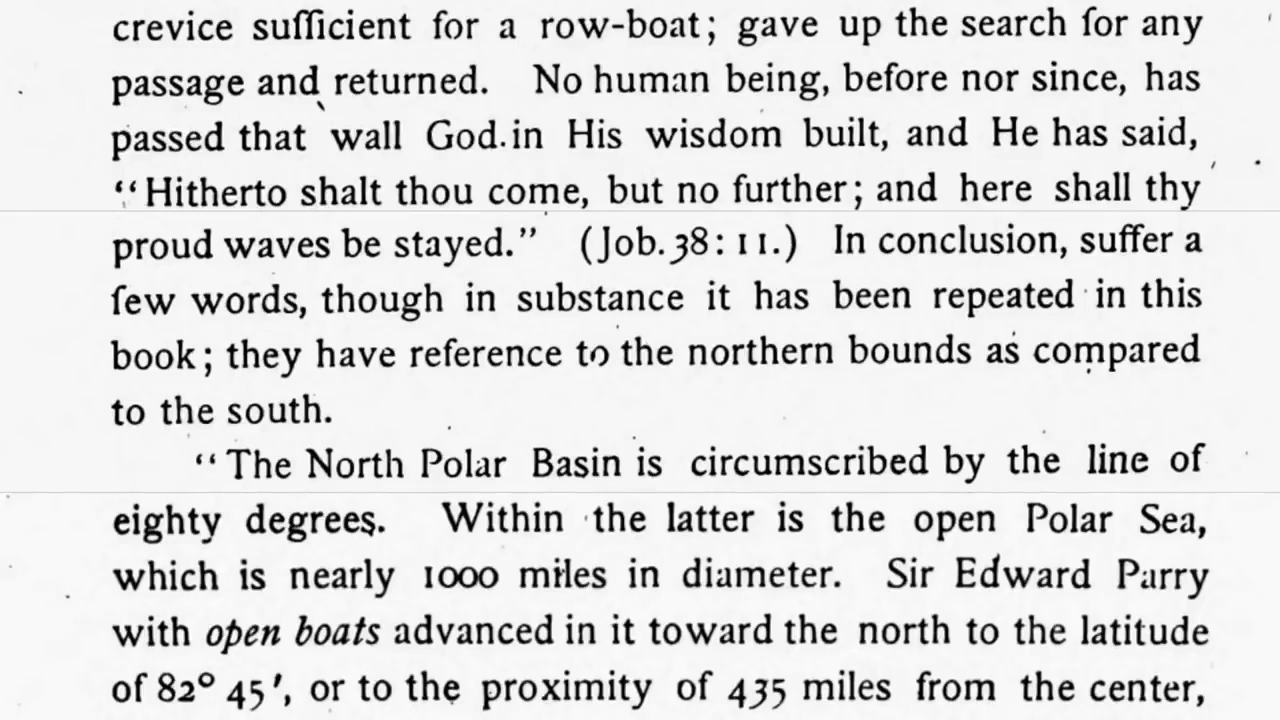 crevice sufficient for a row-boat; gave up the search for any
passage and returned. No human being, before nor since, has
passed that wall God in His wisdom built, and He has said,
“Hitherto shalt thou come, but no further; and here shall thy
proud waves be stayed.” (Job. 38: 11.) In conclusion, suffer a
few words, though in substance it has been repeated in this
book; they have reference to the northern bounds as compared
to the south.
“The North Polar Basin is circumscribed by the line of
eighty degrees. Within the latter is the open Polar Sea,
which is nearly 1000 miles in diameter. Sir Edward Parry
with open boats advanced in it toward the north to the latitude
of 82° 45′, or to the proximity of 435 miles from the center,